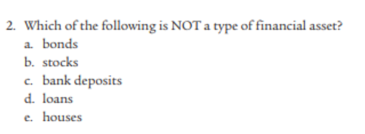 2. Which of the following is NOT a type of financial asset?
a. bonds
b. stocks
c. bank deposits
d. loans
e. houses